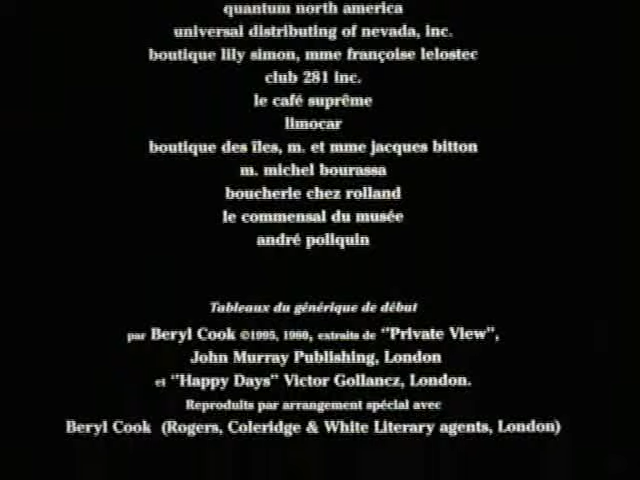 quantum north america
universal distributing of nevada, inc.
boutique lily simon, mme françoise lelostec
club 281 inc.
le café suprême
limocar
boutique des îles, m. et mme jacques bitton
m. michel bourassa
boucherie chez rolland
le commensal du musée
andré poliquin
Tableaux du générique de début
par Beryl Cook ©1995, 1980, extraits de "Private View",
John Murray Publishing, London
et "Happy Days" Victor Gollancz, London.
Reproduits par arrangement spécial avec
Beryl Cook (Rogers, Coleridge & White Literary agents, London)